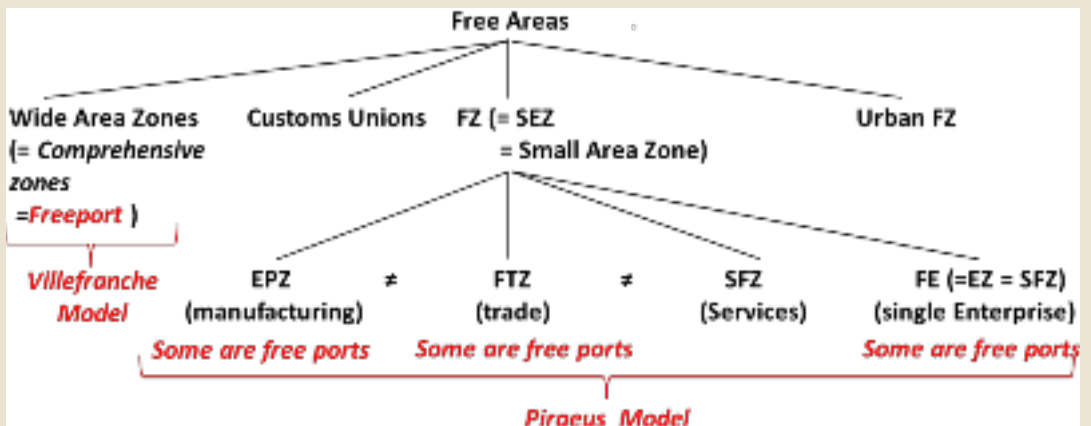 Free Areas
Wide Area Zones Customs Unions FZ (= SEZ Urban FZ
(= Comprehensive = Small Area Zone)
zones
=Freeport )
Villefranche EPZ ≠ FTZ ≠ SFZ FE (=EZ = SFZ)
Model (manufacturing) (trade) (Services) (single Enterprise)
Some are free ports Some are free ports Some are free ports
Piraeus Model